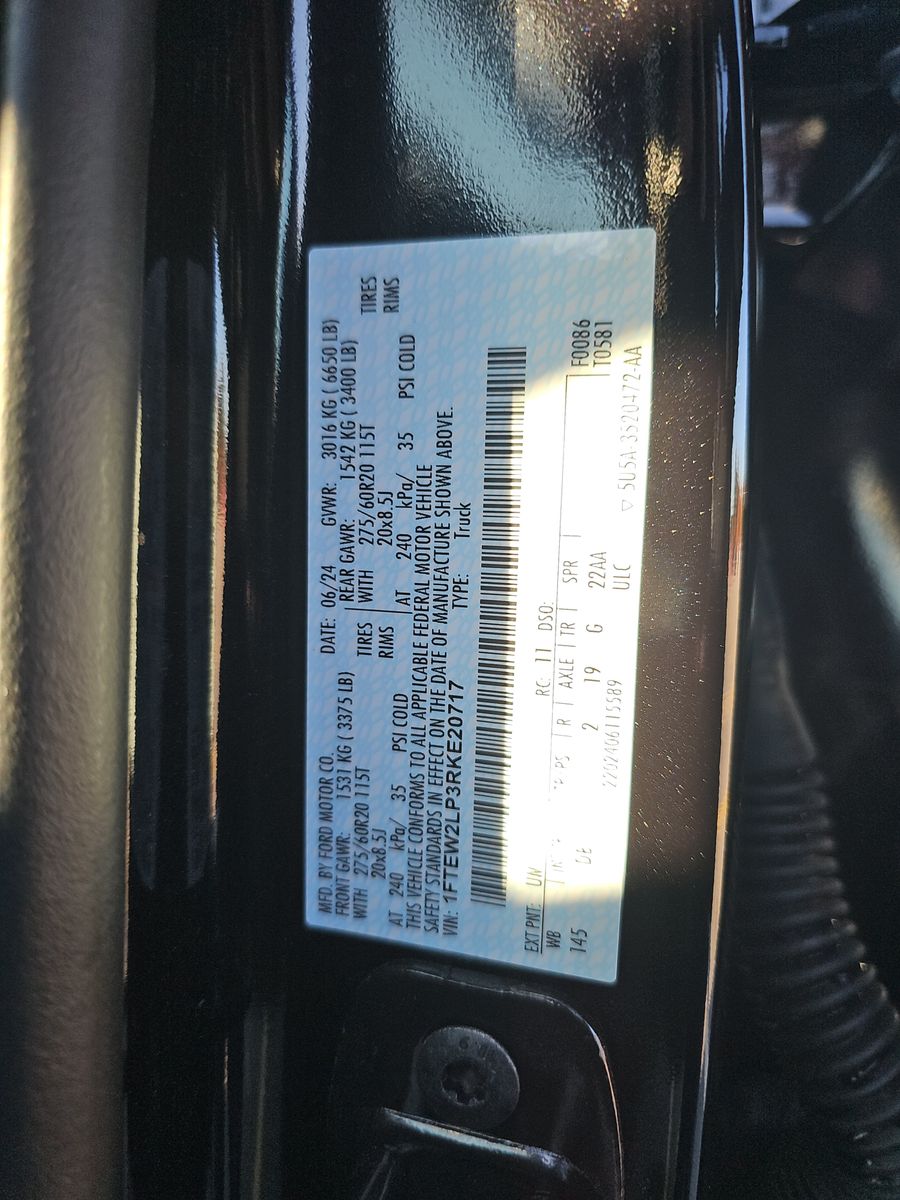 MFD. BY FORD MOTOR CO. DATE: 06/24 GVWR: 3016 KG ( 6650 LB)
FRONT GAWR: 1531 KG ( 3375 LB) REAR GAWR: 1542 KG ( 3400 LB)
WITH 275/60R20 115T TIRES WITH 275/60R20 115T TIRES
20x8.5J RIMS 20x8.5J RIMS
AT 240 kPa/ 35 PSI COLD AT 240 kPa/ 35 PSI COLD
THIS VEHICLE CONFORMS TO ALL APPLICABLE FEDERAL MOTOR VEHICLE
SAFETY STANDARDS IN EFFECT ON THE DATE OF MANUFACTURE SHOWN ABOVE.
VIN: 1FTEW2LP3RKE20717 TYPE: Truck
EXT PNT: UM RC: 11 DSO: F0086
WB R AXLE TR SPR T0581
145 2 19 G 22AA
2202406115589 ULC
5U5A-3520472-AA